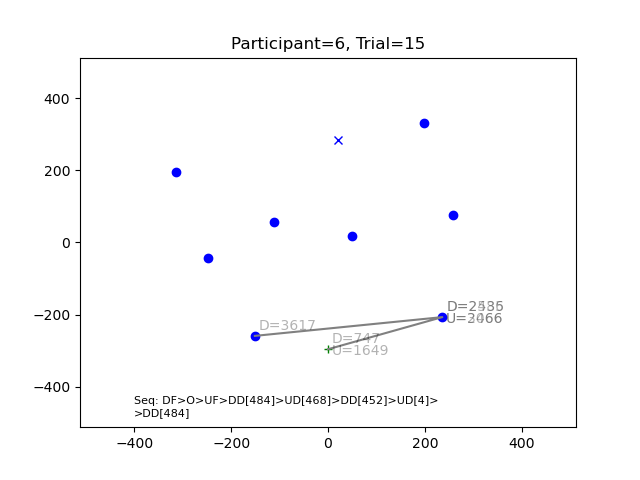 Participant=6, Trial=15
400
200
0
−200
−400
D=3617
D=747
U=1649
Seq: DF>O>UF>DD[484]>UD[468]>DD[452]>UD[4]>
>DD[484]
−400
−200
0
200
400